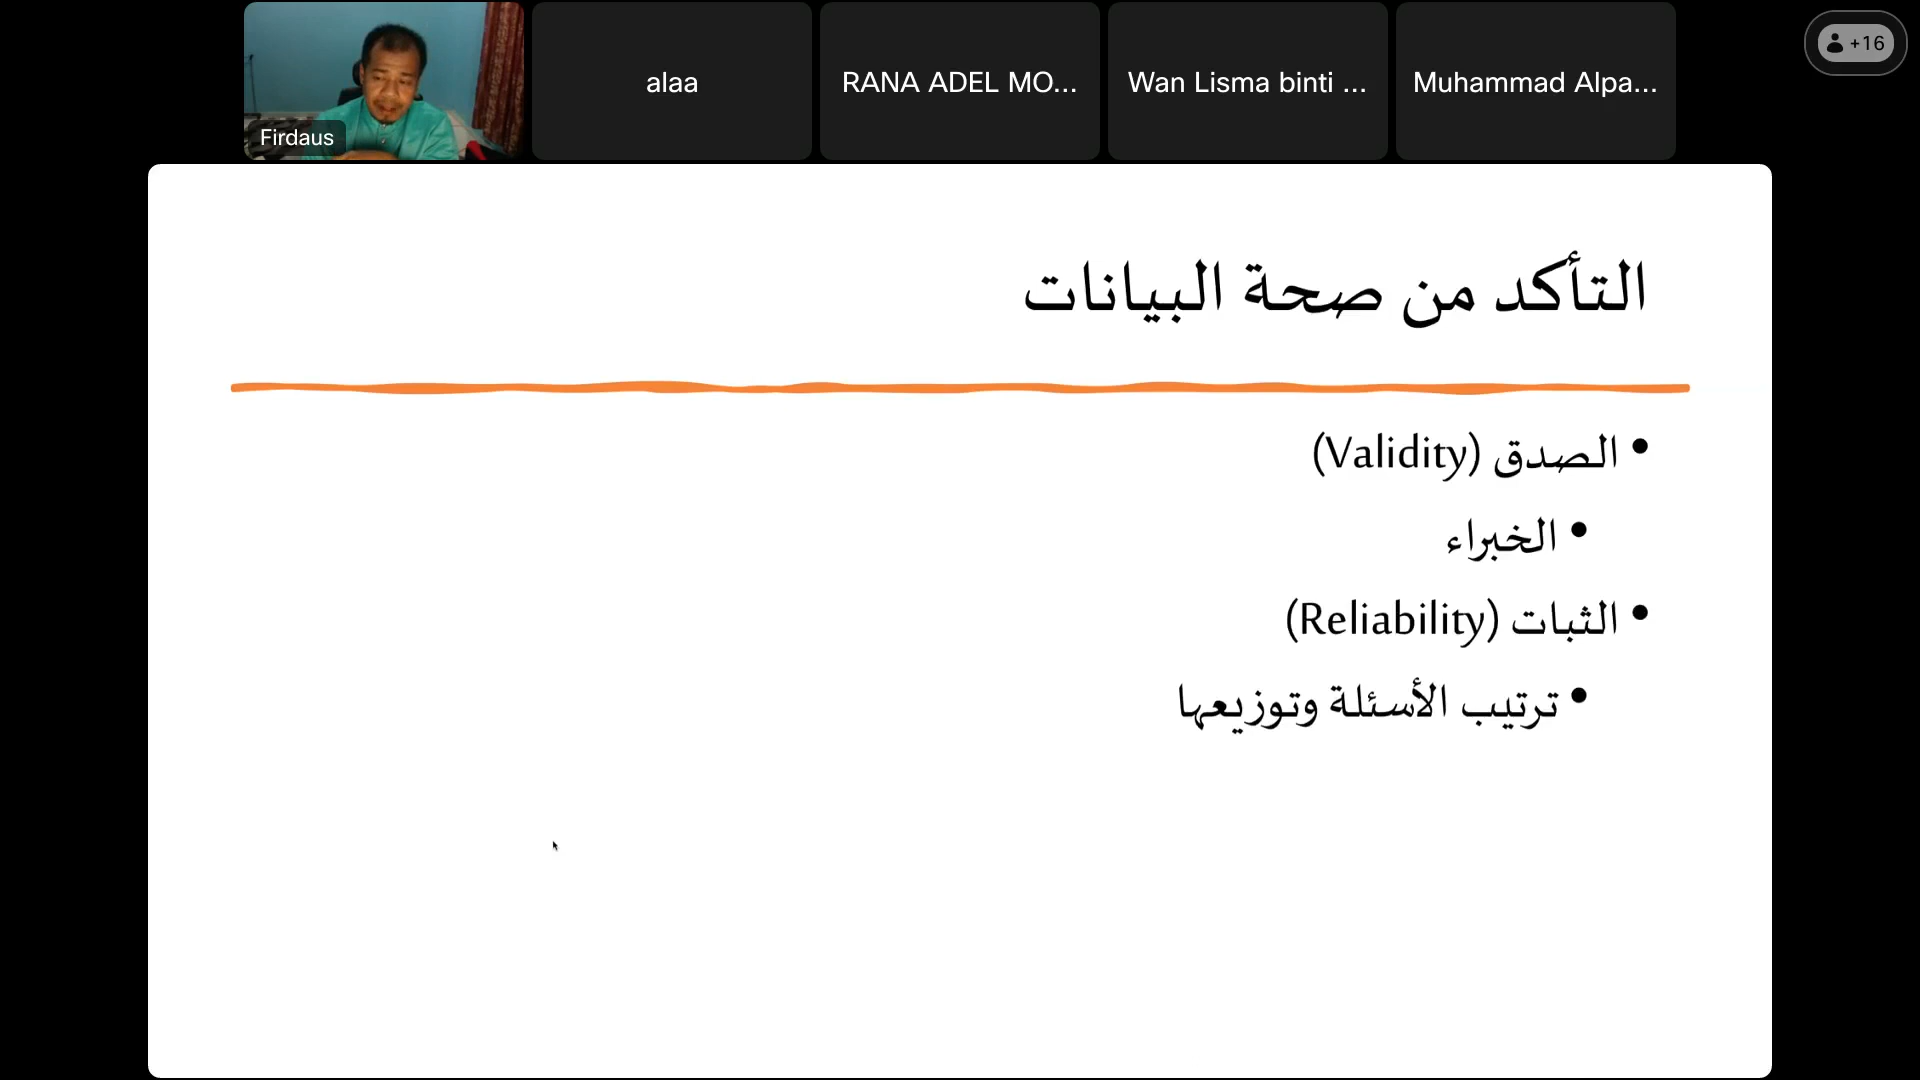 Firdaus
alaa
RANA ADEL MO...
Wan Lisma binti ...
Muhammad Alpa...
+16
التأكد من صحة البيانات
• الصدق (Validity)
• الخبراء
• الثبات (Reliability)
• ترتيب الأسئلة وتوزيعها